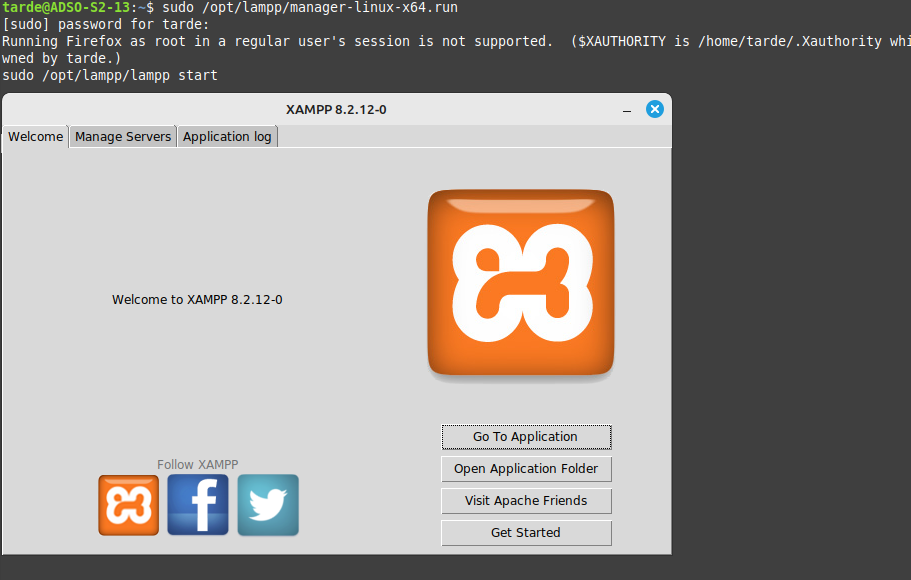 tarde@ADSO-S2-13:~$ sudo /opt/lampp/manager-linux-x64.run
[sudo] password for tarde:
Running Firefox as root in a regular user's session is not supported.  ($XAUTHORITY is /home/tarde/.Xauthority whi
wned by tarde.)
sudo /opt/lampp/lampp start
XAMPP 8.2.12-0
Welcome Manage Servers Application log
Welcome to XAMPP 8.2.12-0
Go To Application
Follow XAMPP
Open Application Folder
Visit Apache Friends
Get Started